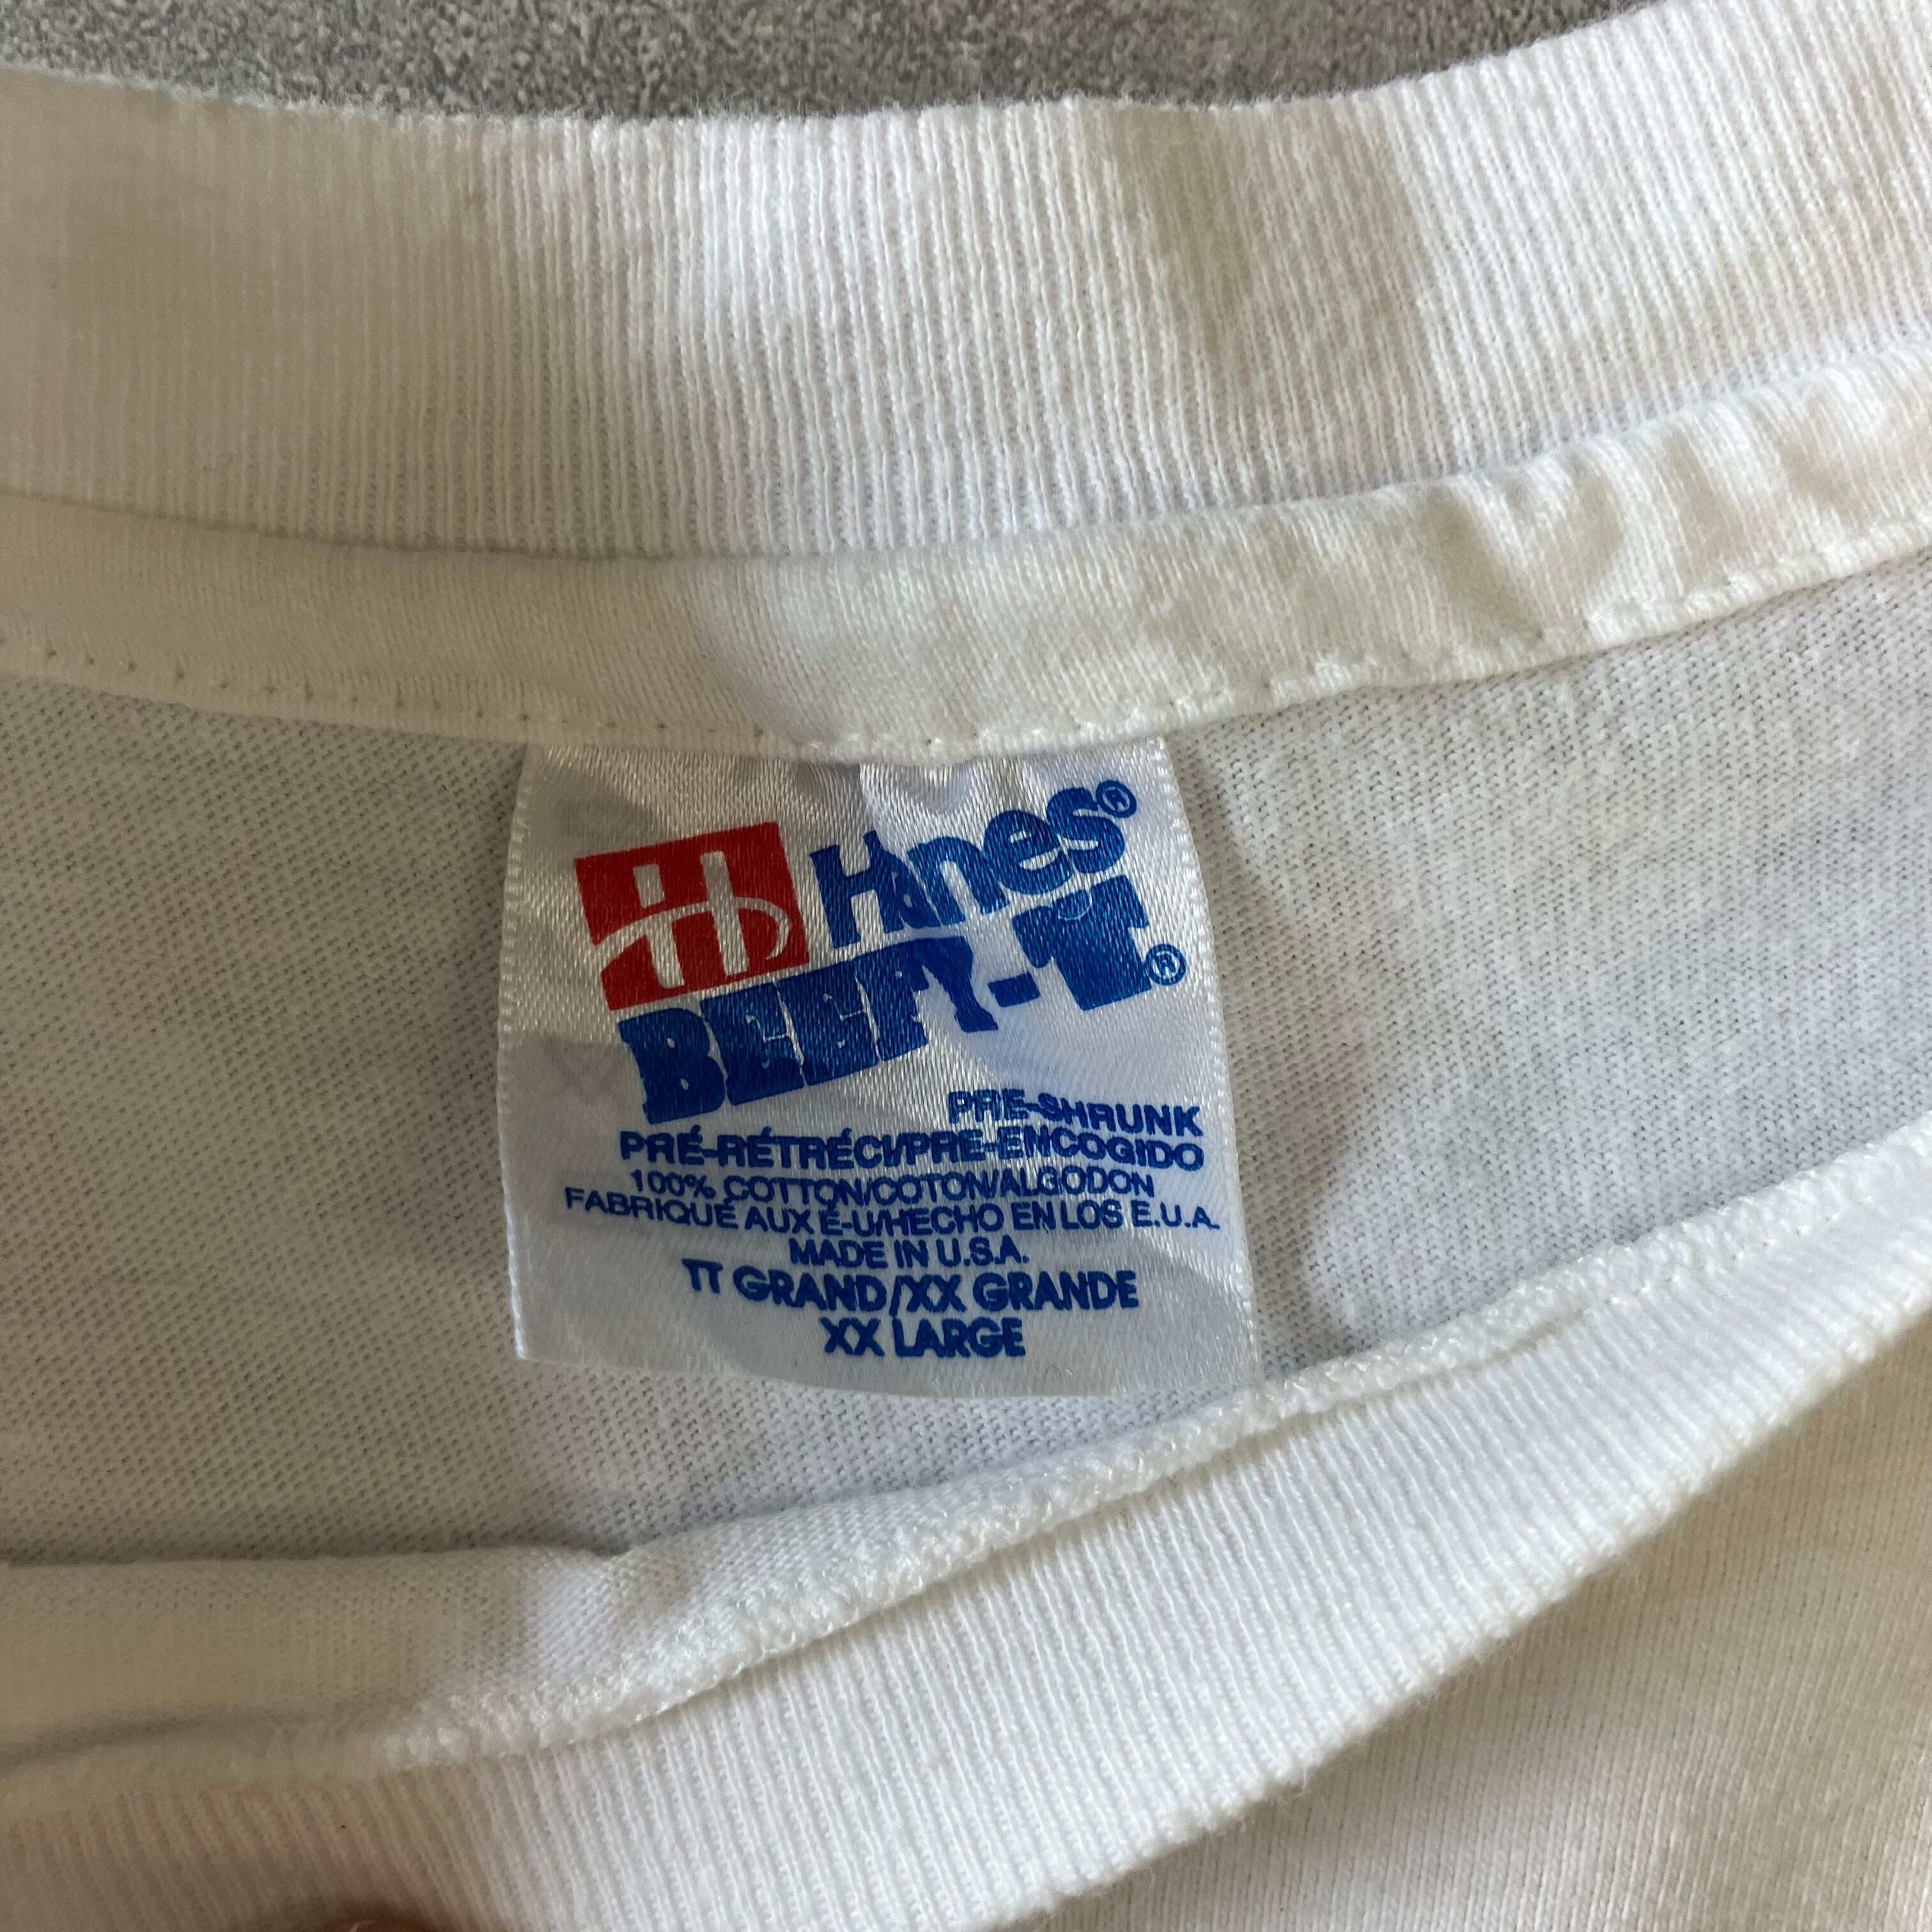 H Hanes®
BEEFY-T®
PRE-SHRUNK
PRÉ-RÉTRÉCI/PRE-ENCOGIDO
100% COTTON/COTON/ALGODON
FABRIQUÉ AUX É-U/HECHO EN LOS E.U.A.
MADE IN U.S.A.
TT GRAND/XX GRANDE
XX LARGE